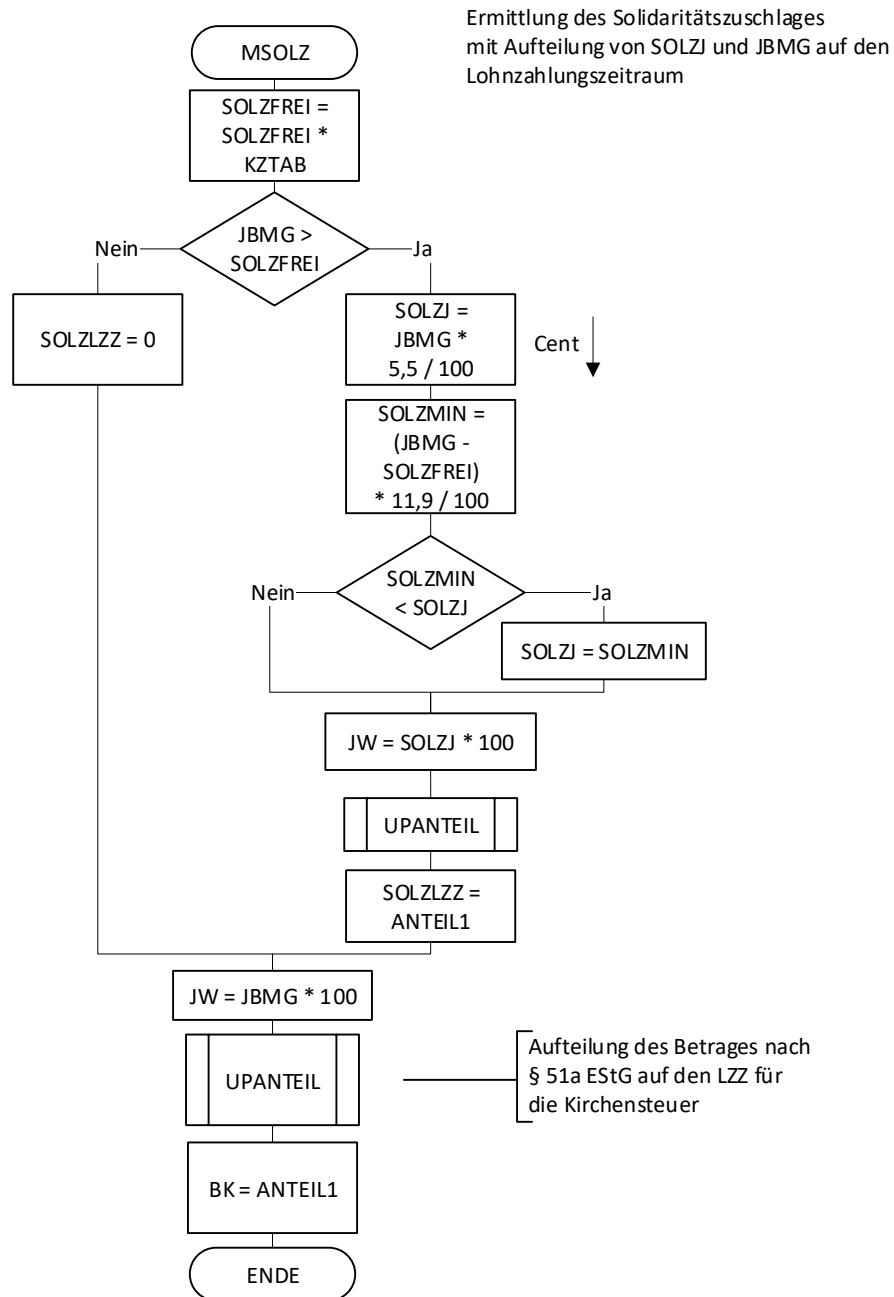 Ermittlung des Solidaritätszuschlages
mit Aufteilung von SOLZJ und JBMG auf den
Lohnzahlungszeitraum
MSOLZ
SOLZFREI =
SOLZFREI *
KZTAB
JBMG >
SOLZFREI
Nein
Ja
SOLZLZZ = 0
SOLZJ =
JBMG *
5,5 / 100
Cent
SOLZMIN =
(JBMG -
SOLZFREI)
* 11,9 / 100
SOLZMIN
< SOLZJ
Nein
Ja
SOLZJ = SOLZMIN
JW = SOLZJ * 100
UPANTEIL
SOLZLZZ =
ANTEIL1
JW = JBMG * 100
UPANTEIL
Aufteilung des Betrages nach
§ 51a EStG auf den LZZ für
die Kirchensteuer
BK = ANTEIL1
ENDE